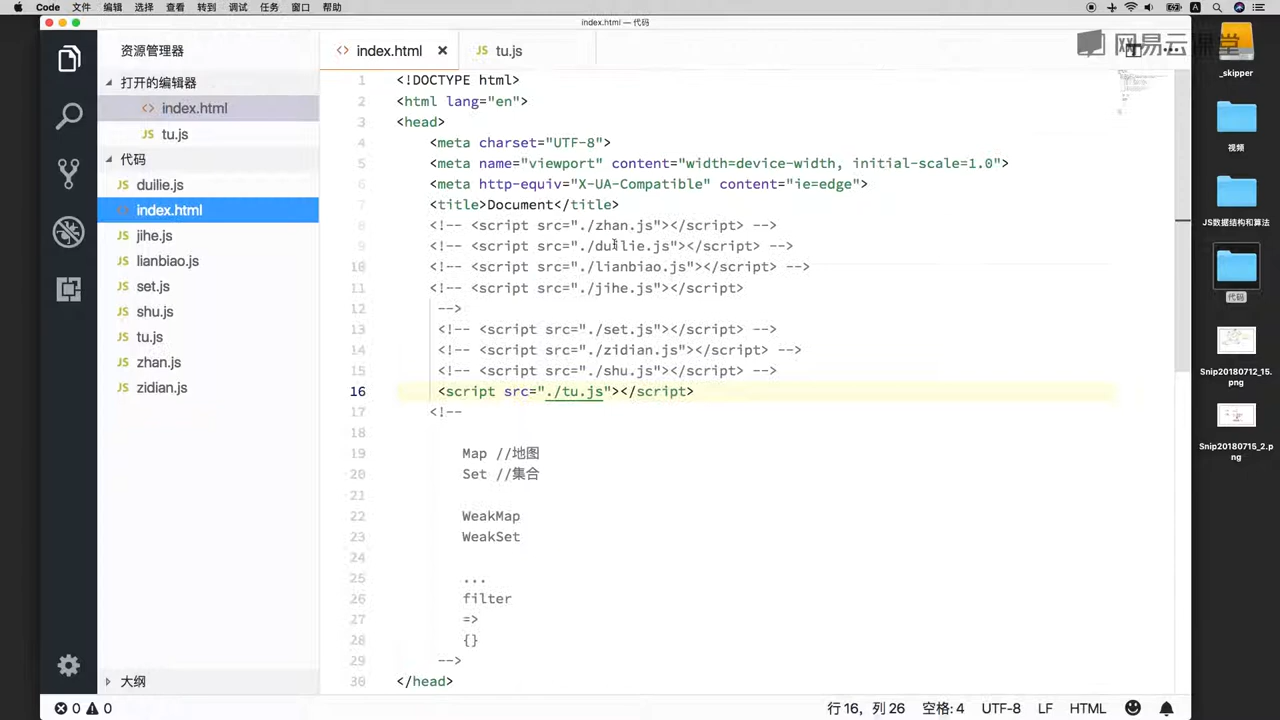 Code 文件 编辑 选择 查看 转到 调试 任务 窗口 帮助
index.html — 代码
资源管理器
打开的编辑器
index.html
tu.js
代码
duilie.js
index.html
jihe.js
lianbiao.js
set.js
shu.js
tu.js
zhan.js
zidian.js
大纲
index.html
tu.js
网易云课堂
1 <!DOCTYPE html>
2 <html lang="en">
3 <head>
4 <meta charset="UTF-8">
5 <meta name="viewport" content="width=device-width, initial-scale=1.0">
6 <meta http-equiv="X-UA-Compatible" content="ie=edge">
7 <title>Document</title>
8 <!-- <script src="./zhan.js"></script> -->
9 <!-- <script src="./duilie.js"></script> -->
10 <!-- <script src="./lianbiao.js"></script> -->
11 <!-- <script src="./jihe.js"></script>
12 -->
13 <!-- <script src="./set.js"></script> -->
14 <!-- <script src="./zidian.js"></script> -->
15 <!-- <script src="./shu.js"></script> -->
16 <script src="./tu.js"></script>
17 <!--
18
19 Map //地图
20 Set //集合
21
22 WeakMap
23 WeakSet
24
25 ...
26 filter
27 =>
28 {}
29 -->
30 </head>
0 0
行 16，列 26 空格: 4 UTF-8 LF HTML
_skipper
视频
JS数据结构和算法
代码
Snip20180712_15.
png
Snip20180715_2.p
ng